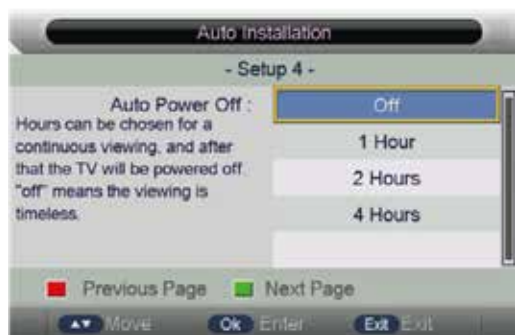 Auto Installation
- Setup 4 -
Auto Power Off :
Hours can be chosen for a
continuous viewing, and after
that the TV will be powered off.
"off" means the viewing is
timeless.
Off
1 Hour
2 Hours
4 Hours
Previous Page Next Page
Move Ok Enter Exit Exit